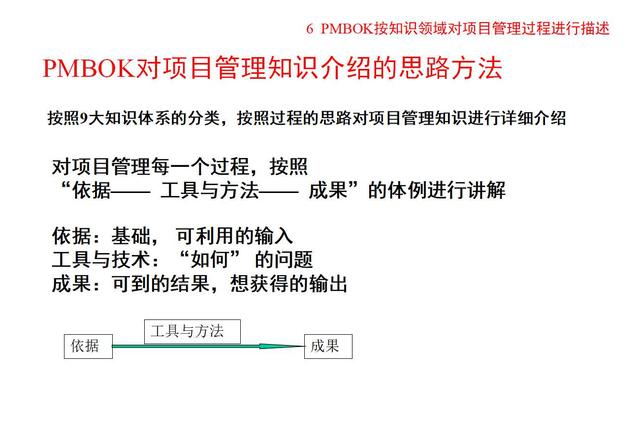 6 PMBOK按知识领域对项目管理过程进行描述
PMBOK对项目管理知识介绍的思路方法
按照9大知识体系的分类，按照过程的思路对项目管理知识进行详细介绍
对项目管理每一个过程，按照
“依据—— 工具与方法—— 成果”的体例进行讲解
依据：基础， 可利用的输入
工具与技术：“如何” 的问题
成果：可到的结果，想获得的输出
工具与方法
依据
成果